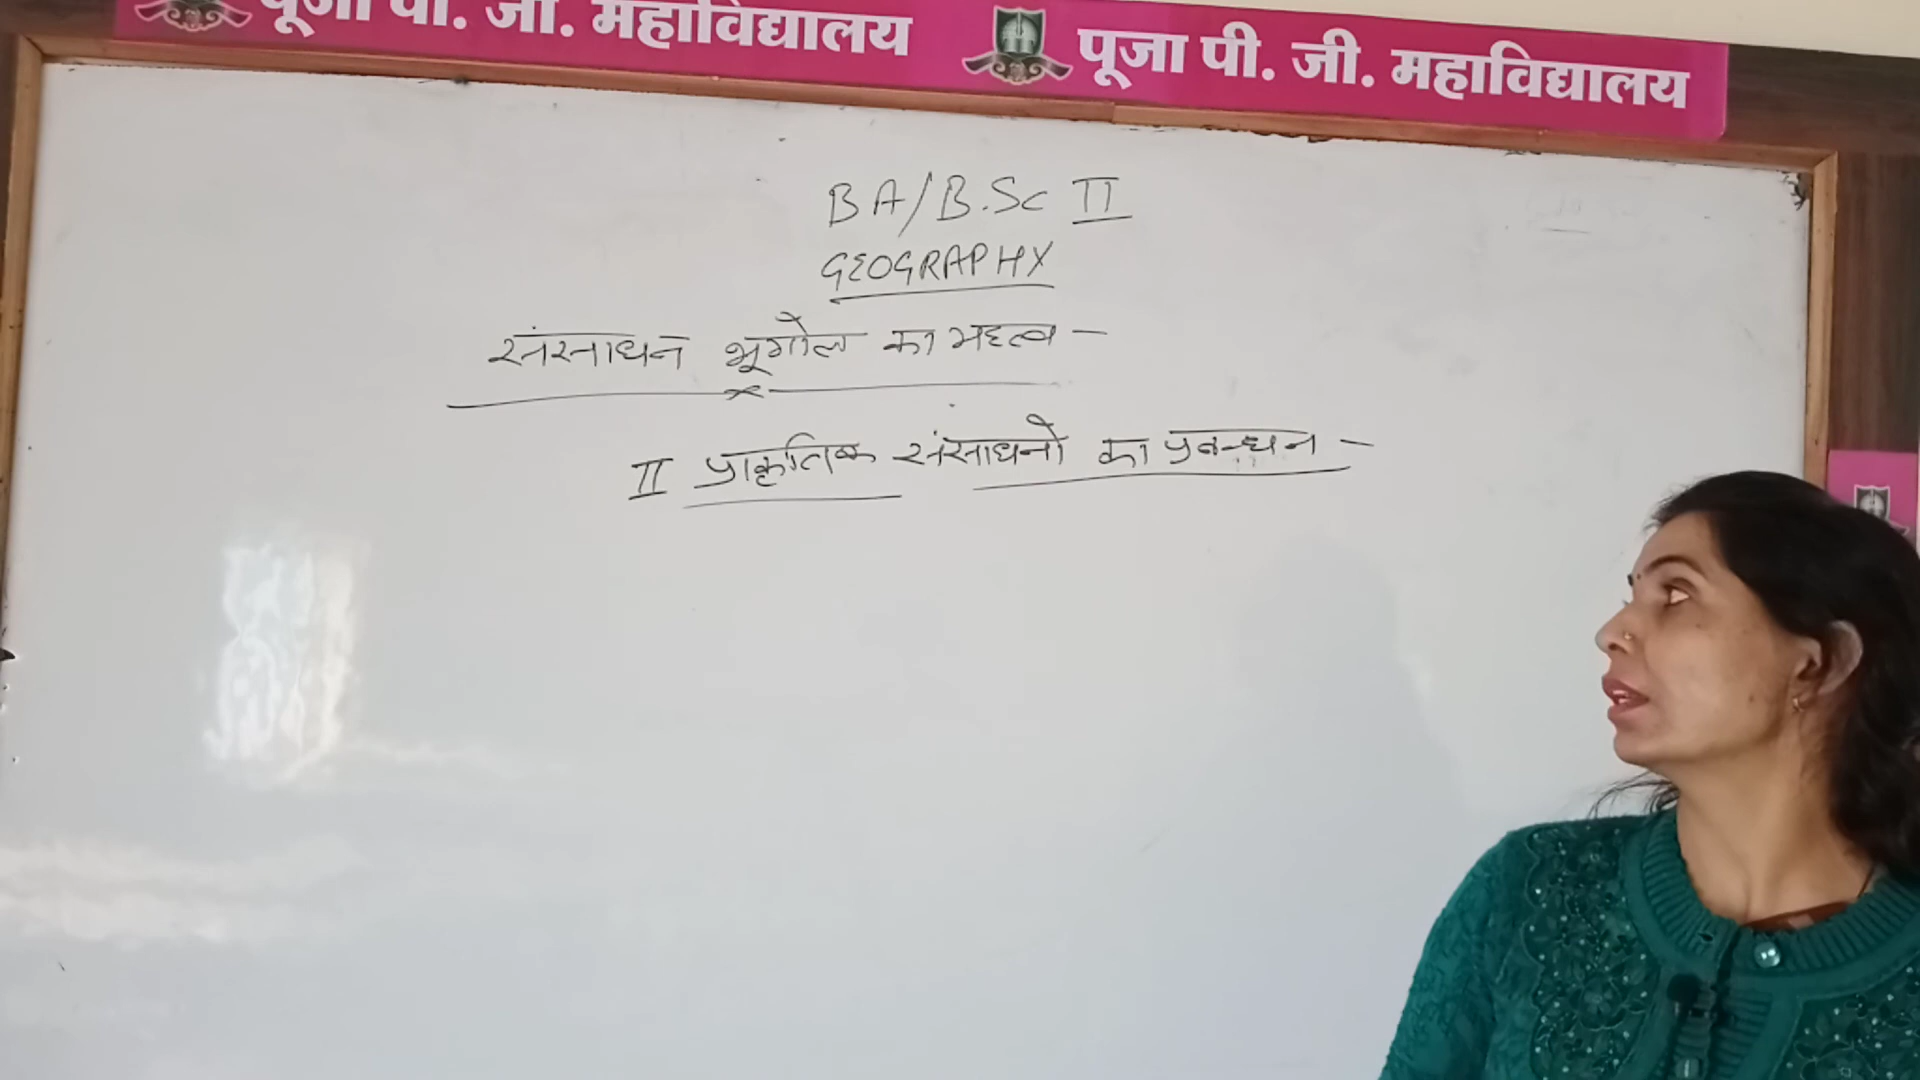 पूजा पी. जी. महाविद्यालय
पूजा पी. जी. महाविद्यालय
BA/B.Sc II
GEOGRAPHY
संसाधन भूगोल का महत्व -
II प्राकृतिक संसाधनो का प्रबन्धन -